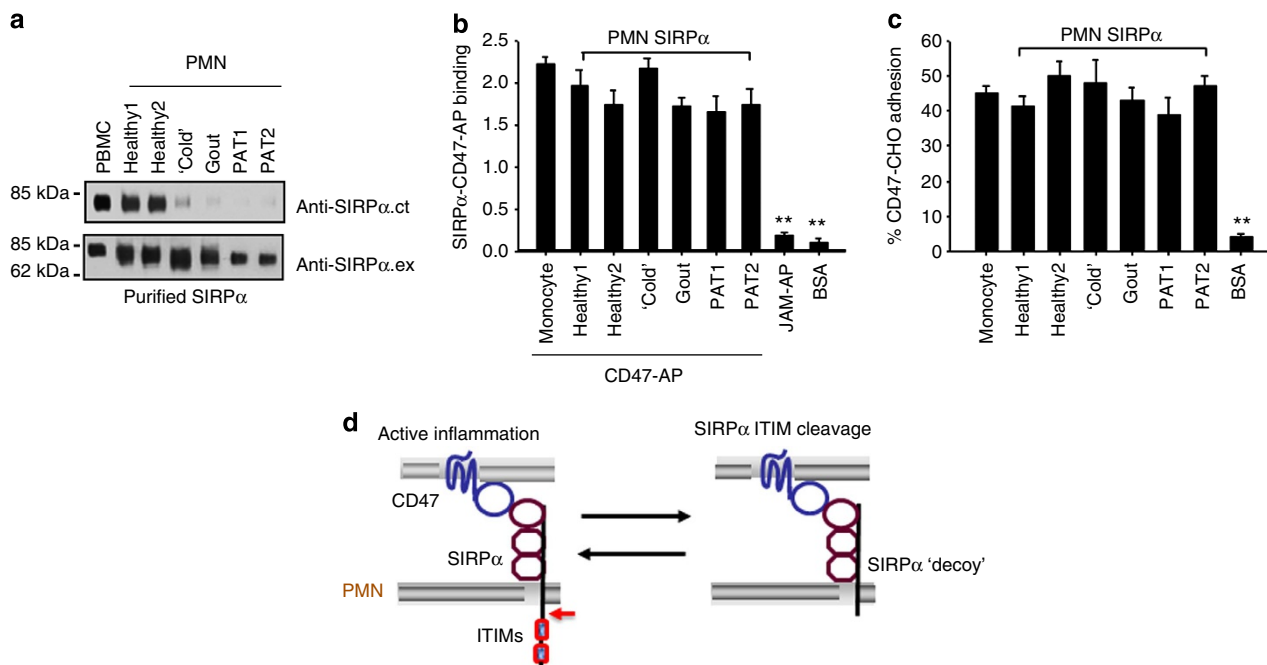 a
PMN
PBMC
Healthy1
Healthy2
'Cold'
Gout
PAT1
PAT2
85 kDa
Anti-SIRPα.ct
85 kDa
62 kDa
Anti-SIRPα.ex
Purified SIRPα
b
PMN SIRPα
SIRPα-CD47-AP binding
2.5
2.0
1.5
1.0
0.5
0.0
**
**
Monocyte
Healthy1
Healthy2
'Cold'
Gout
PAT1
PAT2
JAM-AP
BSA
CD47-AP
c
PMN SIRPα
% CD47-CHO adhesion
60
50
40
30
20
10
0
**
Monocyte
Healthy1
Healthy2
'Cold'
Gout
PAT1
PAT2
BSA
d
Active inflammation
SIRPα ITIM cleavage
CD47
SIRPα
SIRPα 'decoy'
PMN
ITIMs